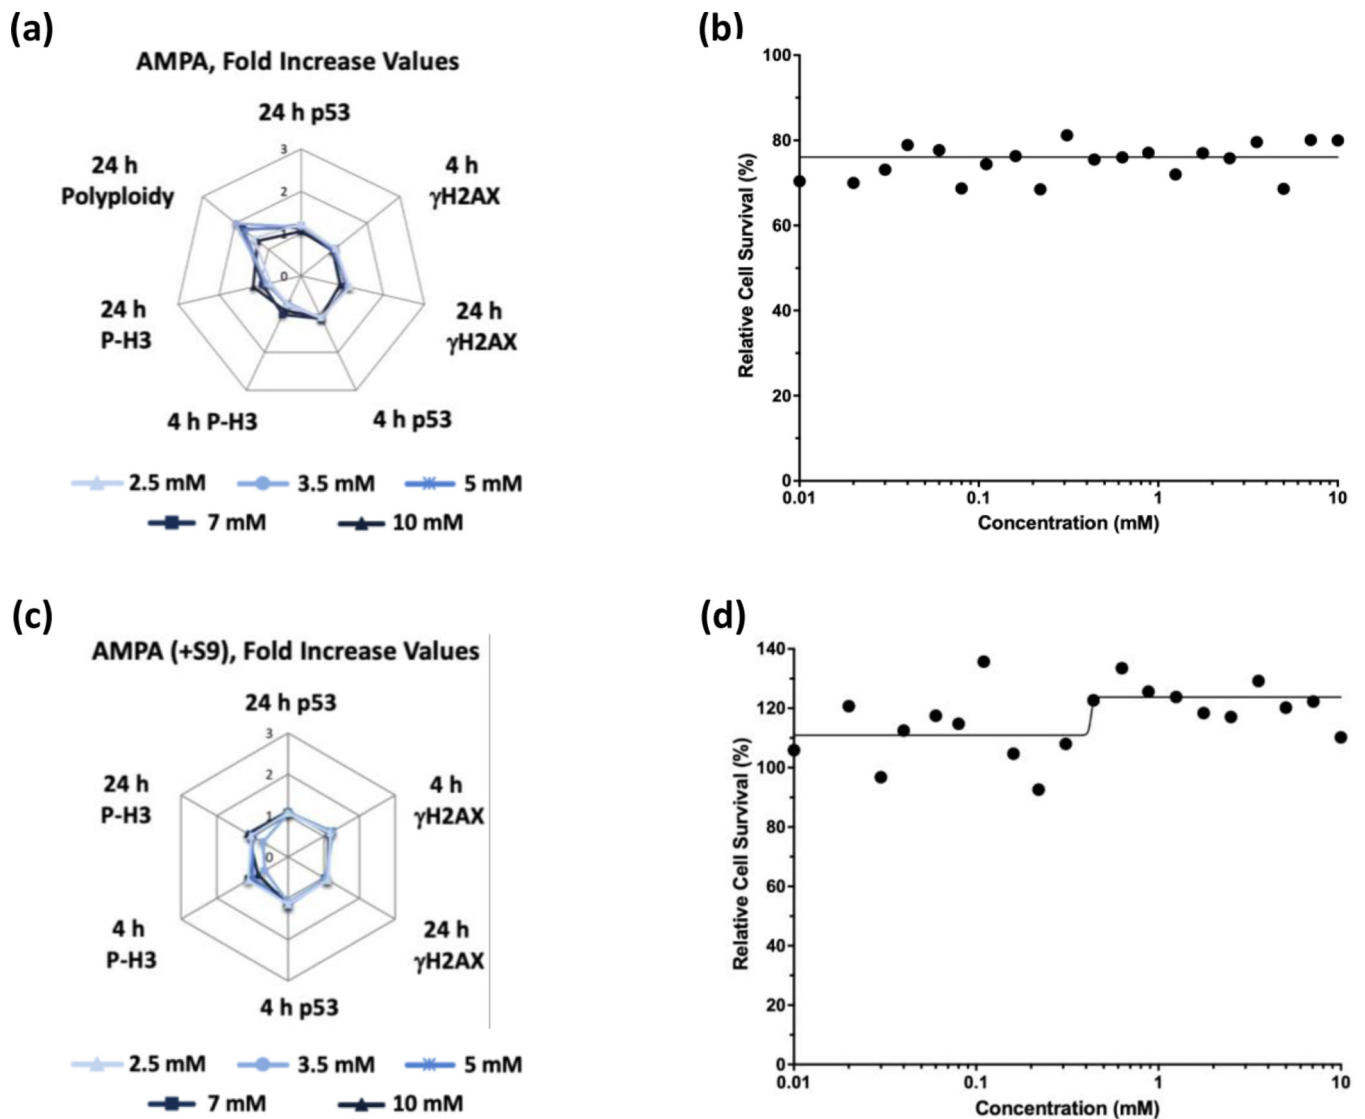 (a)
AMPA, Fold Increase Values
24 h p53
24 h
Polyploidy
4 h
γH2AX
3
2
1
0
24 h
P-H3
24 h
γH2AX
4 h P-H3
4 h p53
2.5 mM
3.5 mM
5 mM
7 mM
10 mM
(b)
100
80
60
40
20
0
Relative Cell Survival (%)
0.01
0.1
1
10
Concentration (mM)
(c)
AMPA (+S9), Fold Increase Values
24 h p53
3
2
1
0
24 h
P-H3
4 h
γH2AX
4 h
P-H3
24 h
γH2AX
4 h p53
2.5 mM
3.5 mM
5 mM
7 mM
10 mM
(d)
140
120
100
80
60
40
20
0
Relative Cell Survival (%)
0.01
0.1
1
10
Concentration (mM)